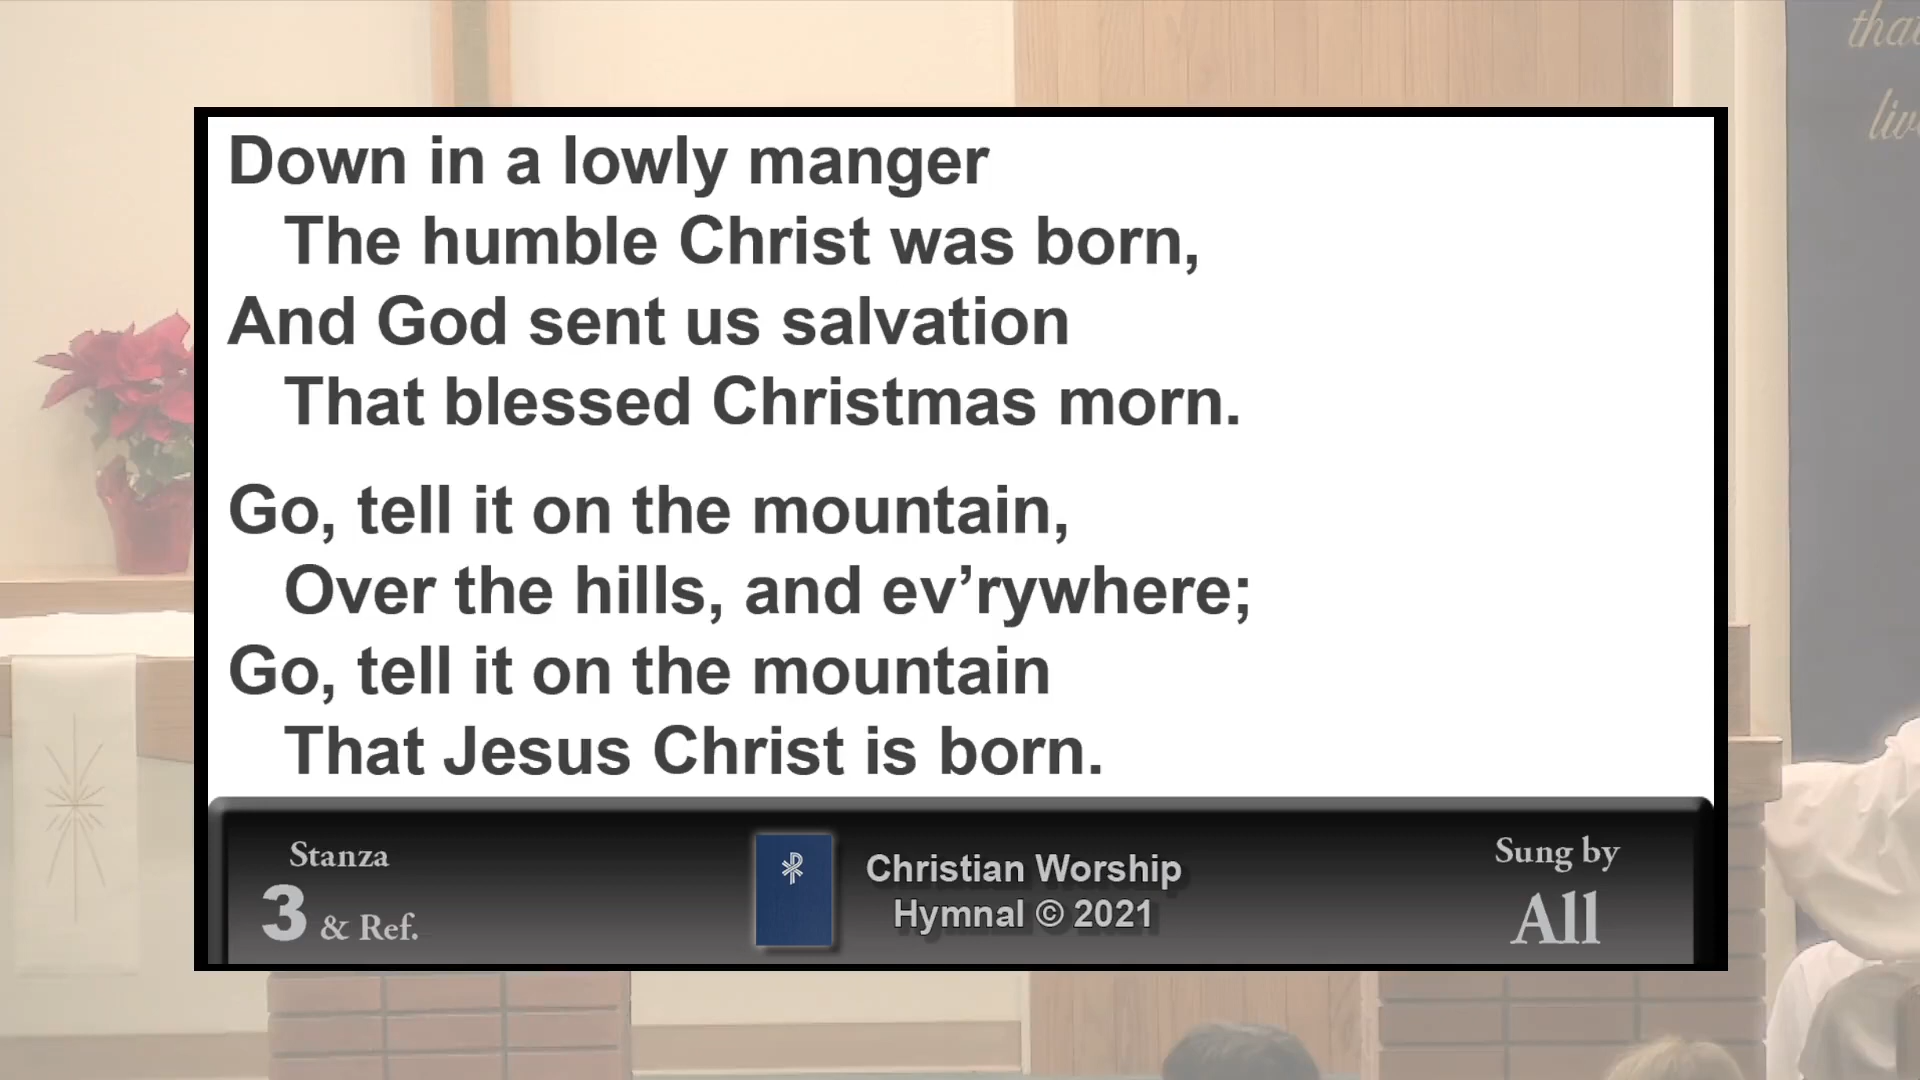 that
Down in a lowly manger
The humble Christ was born,
And God sent us salvation
That blessed Christmas morn.
Go, tell it on the mountain,
Over the hills, and ev’rywhere;
Go, tell it on the mountain
That Jesus Christ is born.
Stanza
3 & Ref.
Christian Worship
Hymnal © 2021
Sung by
All